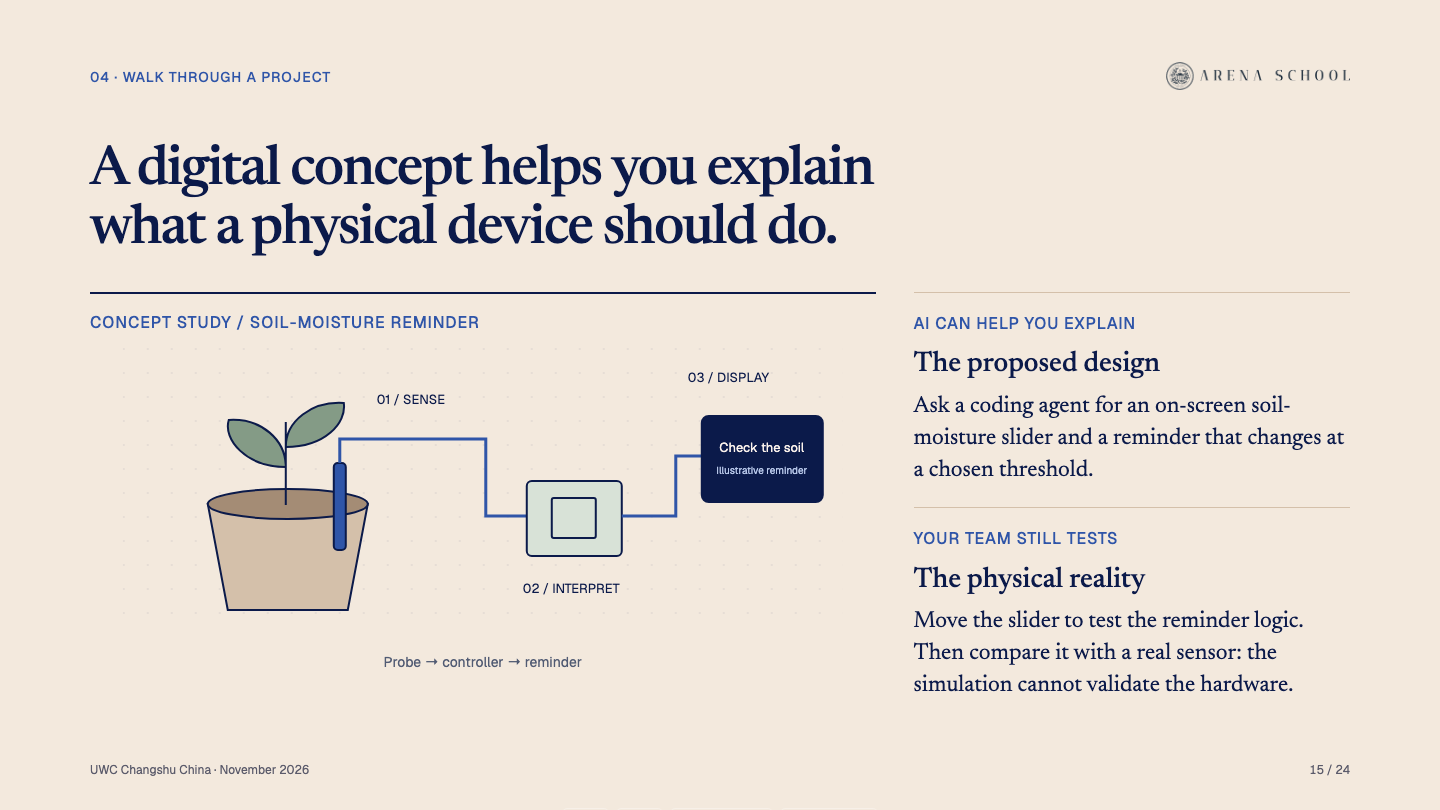 04 · WALK THROUGH A PROJECT
ARENA SCHOOL
A digital concept helps you explain
what a physical device should do.
CONCEPT STUDY / SOIL-MOISTURE REMINDER
01 / SENSE
03 / DISPLAY
Check the soil
Illustrative reminder
02 / INTERPRET
Probe → controller → reminder
AI CAN HELP YOU EXPLAIN
The proposed design
Ask a coding agent for an on-screen soil-
moisture slider and a reminder that changes at
a chosen threshold.
YOUR TEAM STILL TESTS
The physical reality
Move the slider to test the reminder logic.
Then compare it with a real sensor: the
simulation cannot validate the hardware.
UWC Changshu China · November 2026
15 / 24